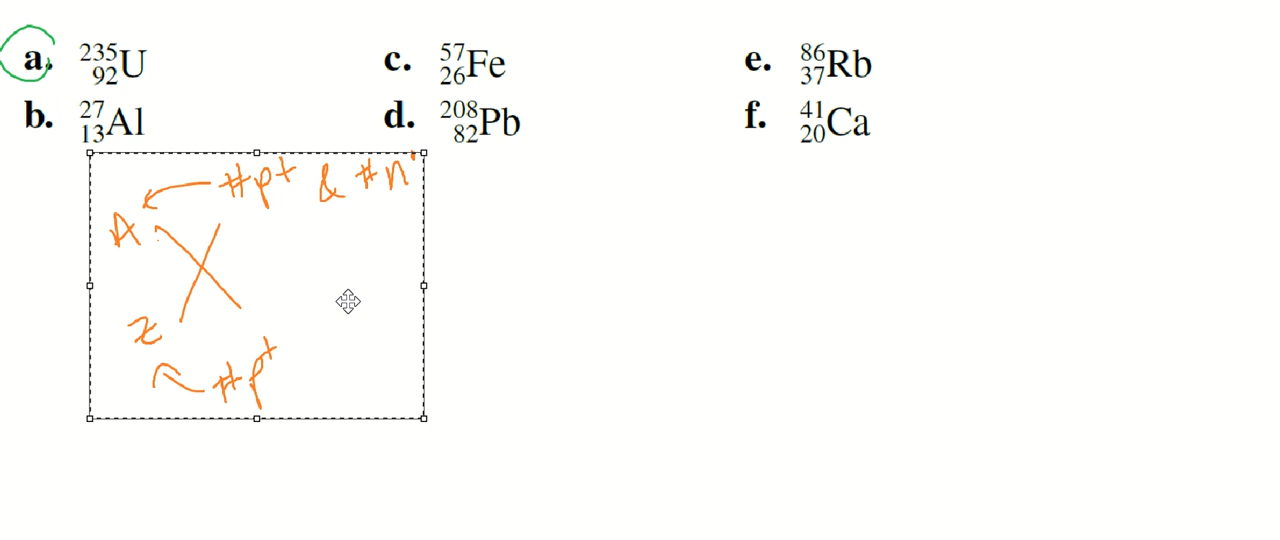 a. ²³⁵₉₂U c. ⁵⁷₂₆Fe e. ⁸⁶₃₇Rb
b. ²⁷₁₃Al d. ²⁰⁸₈₂Pb f. ⁴¹₂₀Ca
#p⁺ & #n°
A
X
Z
#p⁺